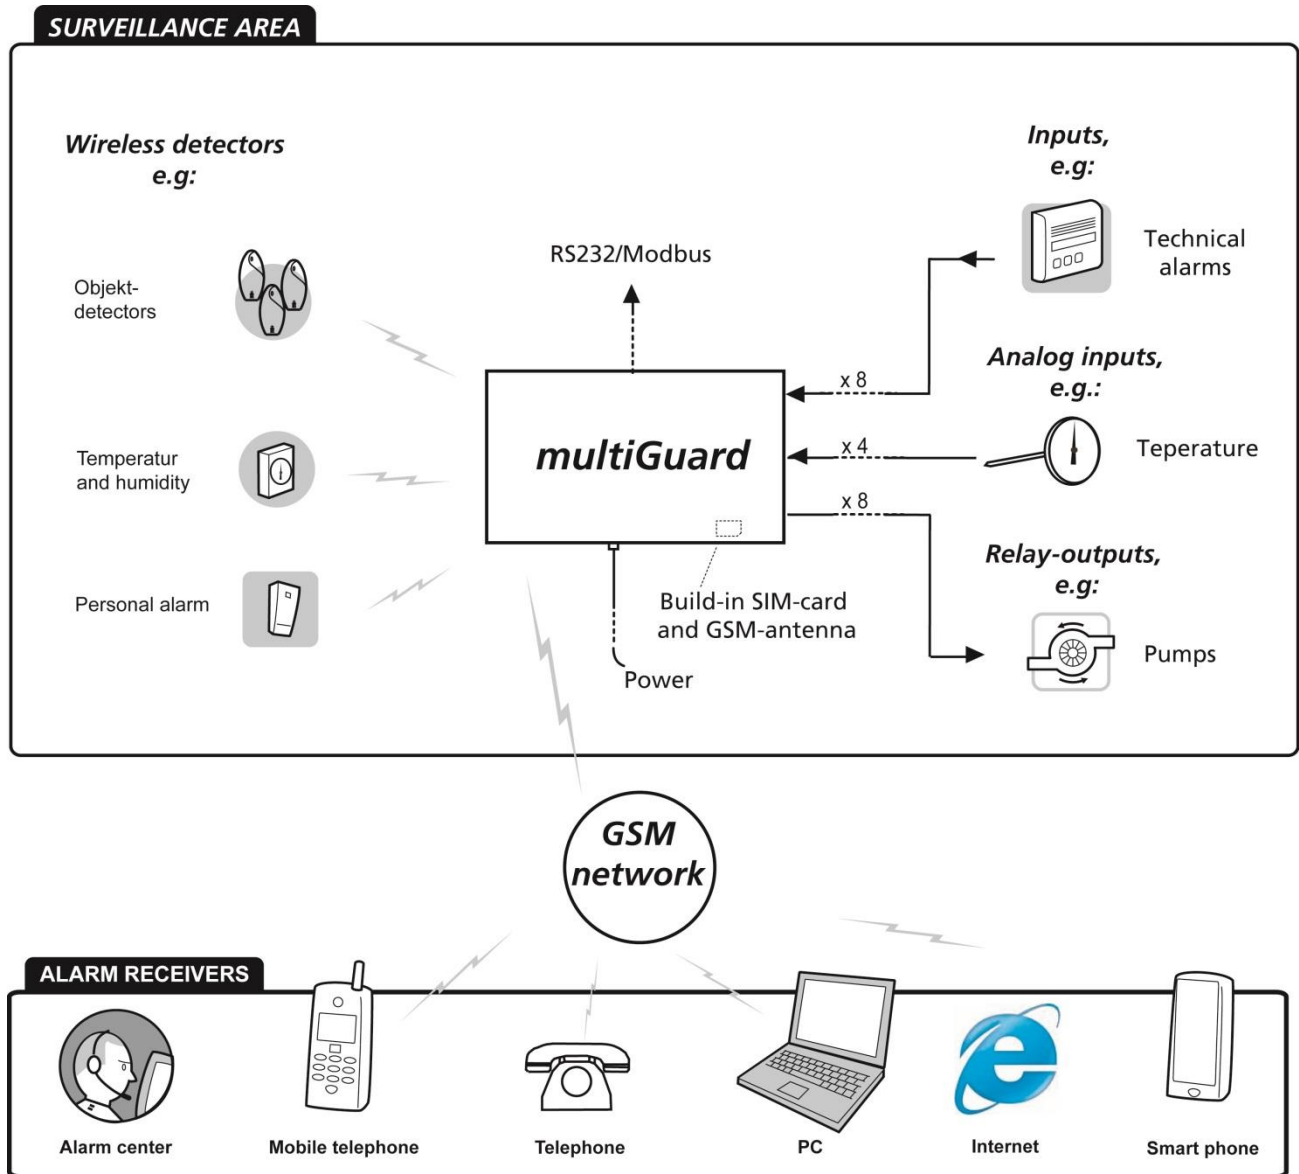 SURVEILLANCE AREA
Wireless detectors
e.g:
Objekt-
detectors
Temperatur
and humidity
Personal alarm
RS232/Modbus
multiGuard
Build-in SIM-card
and GSM-antenna
Power
x 8
x 4
x 8
Inputs,
e.g:
Technical
alarms
Analog inputs,
e.g.:
Teperature
Relay-outputs,
e.g:
Pumps
GSM
network
ALARM RECEIVERS
Alarm center
Mobile telephone
Telephone
PC
Internet
Smart phone